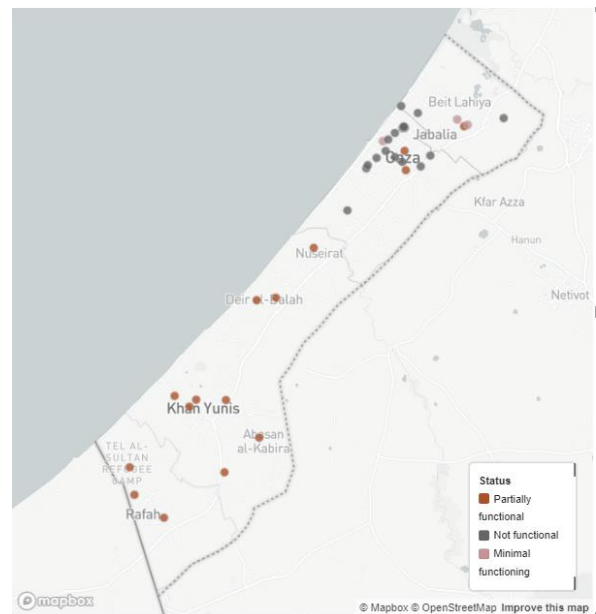 Beit Lahiya
Jabalia
Gaza
Kfar Azza
Hanun
Nuseirat
Netivot
Deir al-Balah
Khan Yunis
Abasan
al-Kabira
TEL AL-
SULTAN
REFUGEE
CAMP
Rafah
Status
Partially
functional
Not functional
Minimal
functioning
mapbox
© Mapbox © OpenStreetMap Improve this map